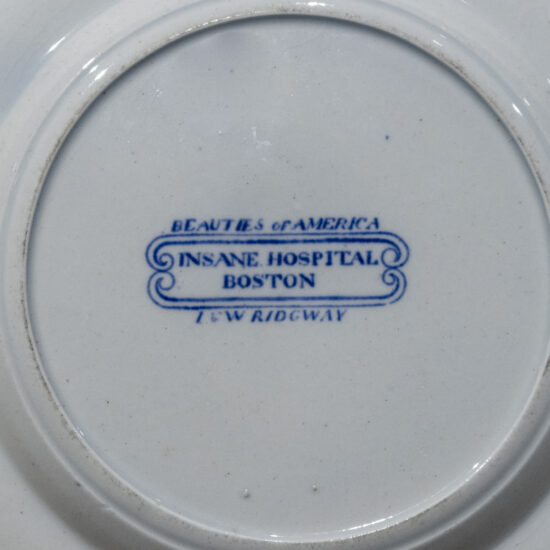 BEAUTIES OF AMERICA
INSANE HOSPITAL
BOSTON
J & W RIDGWAY